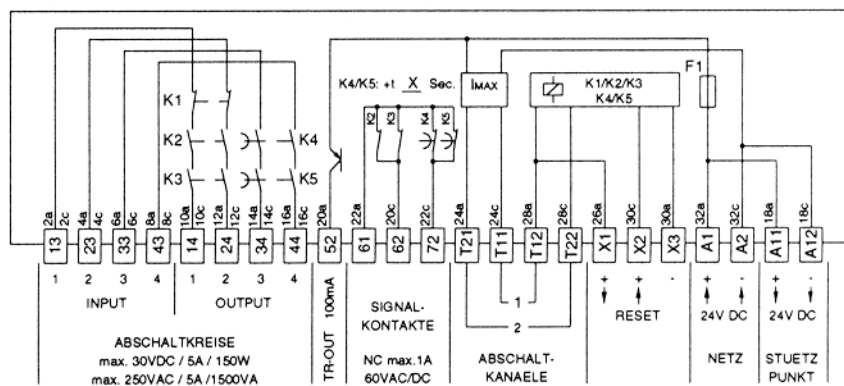 F1
K4/K5: +t X Sec.
IMAX
K1/K2/K3
K4/K5
K1
K2
K4
K3
K5
K2
K3
K4
K5
2a
2c
4a
4c
6a
6c
8a
8c
10a
10c
12a
12c
14a
14c
16a
16c
20a
22a
20c
22c
24a
24c
28a
28c
26a
30c
30a
32a
32c
18a
18c
13 23 33 43 14 24 34 44 52 61 62 72 T21 T11 T12 T22 X1 X2 X3 A1 A2 A11 A12
1 2 3 4 1 2 3 4
+ + - + - + -
INPUT OUTPUT
TR-OUT 100mA
SIGNAL-
KONTAKTE
1
2
RESET
24V DC
24V DC
ABSCHALTKREISE
max. 30VDC / 5A / 150W
max. 250VAC / 5A /1500VA
NC max.1A
60VAC/DC
ABSCHALT-
KANAELE
NETZ
STUETZ
PUNKT